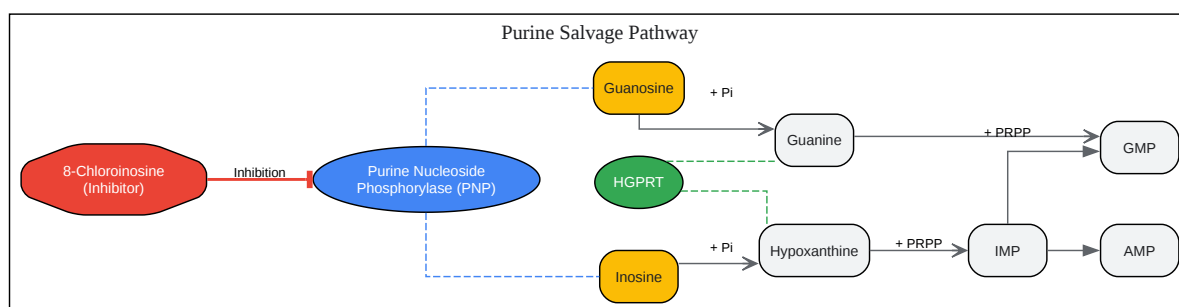 Purine Salvage Pathway
Guanosine
+ Pi
Guanine
+ PRPP
GMP
8-Chloroinosine
(Inhibitor)
Inhibition
Purine Nucleoside
Phosphorylase (PNP)
HGPRT
Inosine
+ Pi
Hypoxanthine
+ PRPP
IMP
AMP